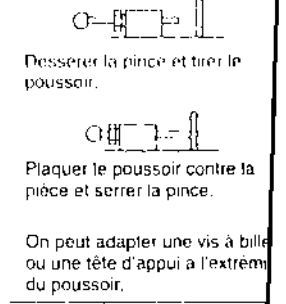 Desserer la pince et tirer le
poussoir.
Plaquer le poussoir contre la
pièce et serrer la pince.
On peut adapter une vis à bille
ou une tête d'appui a l'extrém
du poussoir.